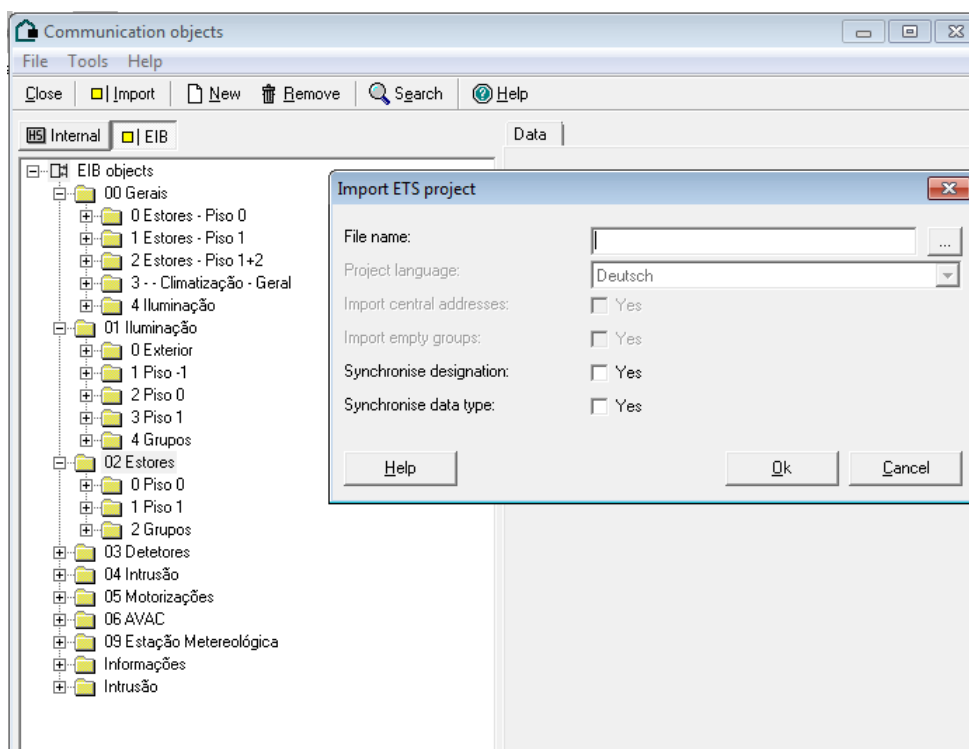 Communication objects
File Tools Help
Close Import New Remove Search Help
HS Internal EIB
Data
EIB objects
00 Gerais
0 Estores - Piso 0
1 Estores - Piso 1
2 Estores - Piso 1+2
3 - - Climatização - Geral
4 Iluminação
01 Iluminação
0 Exterior
1 Piso -1
2 Piso 0
3 Piso 1
4 Grupos
02 Estores
0 Piso 0
1 Piso 1
2 Grupos
03 Detetores
04 Intrusão
05 Motorizações
06 AVAC
09 Estação Metereológica
Informações
Intrusão
Import ETS project
File name:
...
Project language: Deutsch
Import central addresses: Yes
Import empty groups: Yes
Synchronise designation: Yes
Synchronise data type: Yes
Help Ok Cancel